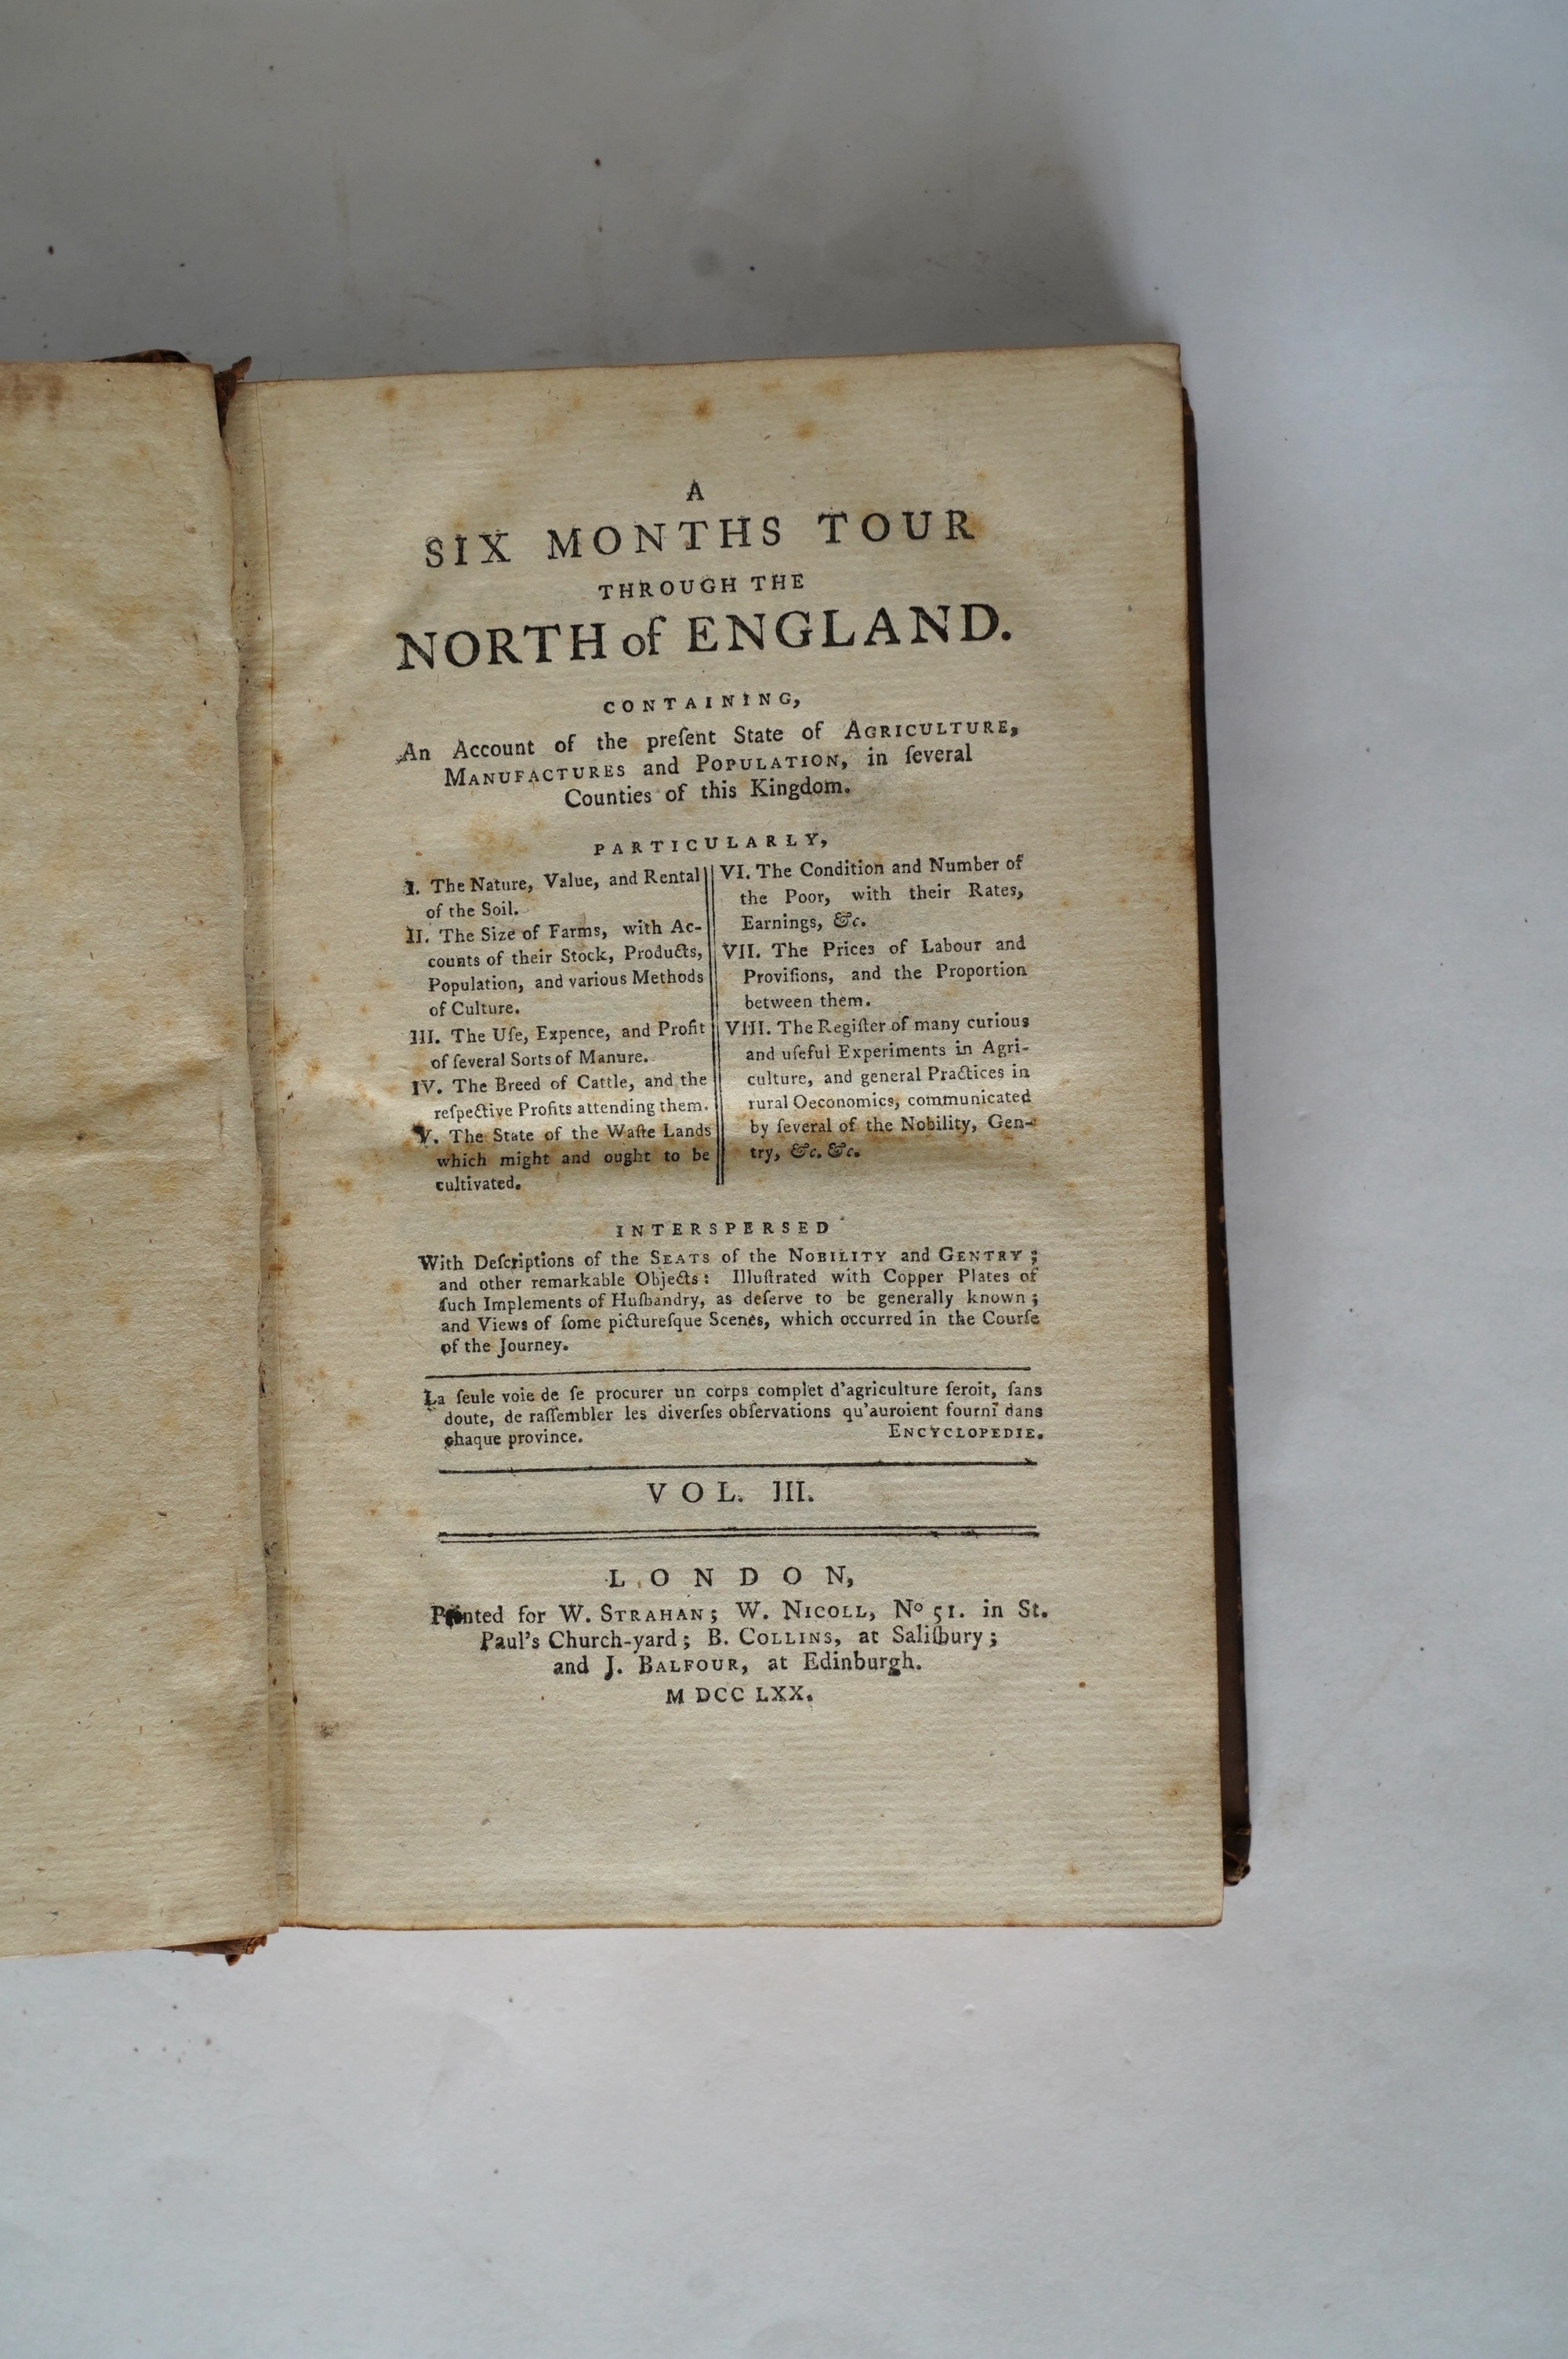 A
SIX MONTHS TOUR
THROUGH THE
NORTH of ENGLAND.
CONTAINING,
An Account of the preſent State of AGRICULTURE,
MANUFACTURES and POPULATION, in ſeveral
Counties of this Kingdom.
PARTICULARLY,
I. The Nature, Value, and Rental
of the Soil.
II. The Size of Farms, with Ac-
counts of their Stock, Products,
Population, and various Methods
of Culture.
III. The Uſe, Expence, and Profit
of ſeveral Sorts of Manure.
IV. The Breed of Cattle, and the
reſpective Profits attending them.
V. The State of the Waſte Lands
which might and ought to be
cultivated.
VI. The Condition and Number of
the Poor, with their Rates,
Earnings, &c.
VII. The Prices of Labour and
Proviſions, and the Proportion
between them.
VIII. The Regiſter of many curious
and uſeful Experiments in Agri-
culture, and general Practices in
rural Oeconomics, communicated
by ſeveral of the Nobility, Gen-
try, &c. &c.
INTERSPERSED
With Deſcriptions of the SEATS of the NOBILITY and GENTRY;
and other remarkable Objects: Illuſtrated with Copper Plates of
ſuch Implements of Huſbandry, as deſerve to be generally known;
and Views of ſome pictureſque Scenes, which occurred in the Courſe
of the Journey.
La ſeule voie de ſe procurer un corps complet d'agriculture ſeroit, ſans
doute, de raſſembler les diverſes obſervations qu'auroient fourni dans
chaque province. ENCYCLOPEDIE.
VOL. III.
LONDON,
Printed for W. STRAHAN; W. NICOLL, Nº 51. in St.
Paul's Church-yard; B. COLLINS, at Saliſbury;
and J. BALFOUR, at Edinburgh.
M DCC LXX.